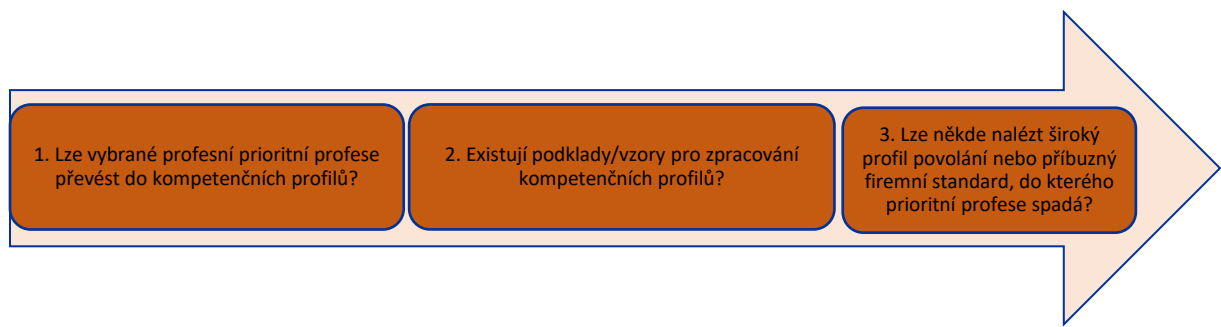 1. Lze vybrané profesní prioritní profese
převést do kompetenčních profilů?
2. Existují podklady/vzory pro zpracování
kompetenčních profilů?
3. Lze někde nalézt široký
profil povolání nebo příbuzný
firemní standard, do kterého
prioritní profese spadá?